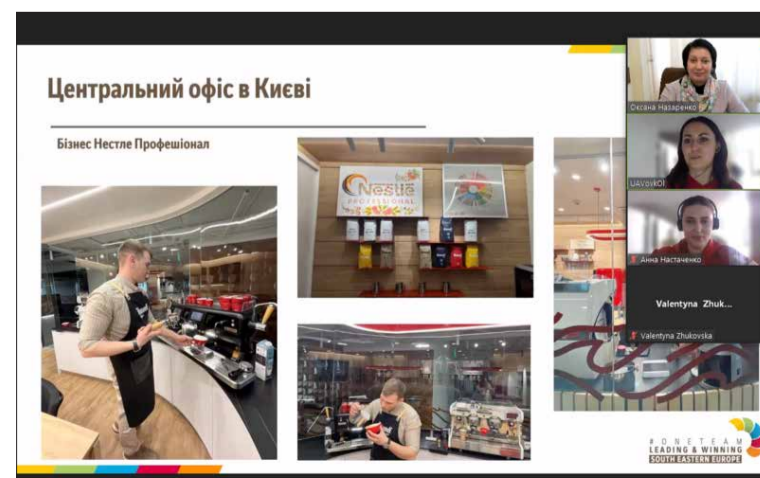 Центральний офіс в Києві
Бізнес Нестле Профешіонал
Nestlé
PROFESSIONAL
Оксана Назаренко
UAVovkOl
Анна Настаченко
Valentyna Zhuk...
Valentyna Zhukovska
# ONETEAM
LEADING & WINNING
SOUTH EASTERN EUROPE